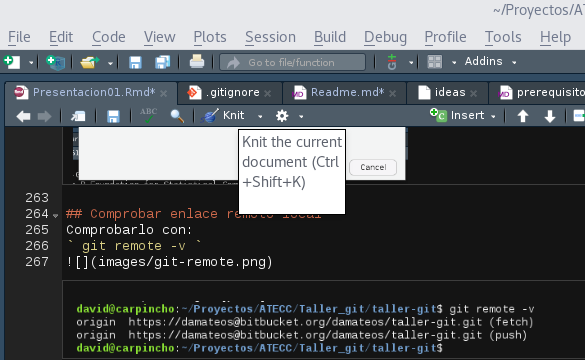 ~/Proyectos/ATEC
File Edit Code View Plots Session Build Debug Profile Tools Help
Go to file/function Addins
Presentacion01.Rmd* .gitignore Readme.md* ideas prerequisito
ABC Knit Insert
Knit the current
document (Ctrl
+Shift+K)
Cancel
263
264 ## Comprobar enlace remoto local
265 Comprobarlo con:
266 ` git remote -v `
267 ![](images/git-remote.png)
david@carpincho:~/Proyectos/ATECC/Taller_git/taller-git$ git remote -v
origin https://damateos@bitbucket.org/damateos/taller-git.git (fetch)
origin https://damateos@bitbucket.org/damateos/taller-git.git (push)
david@carpincho:~/Proyectos/ATECC/Taller_git/taller-git$